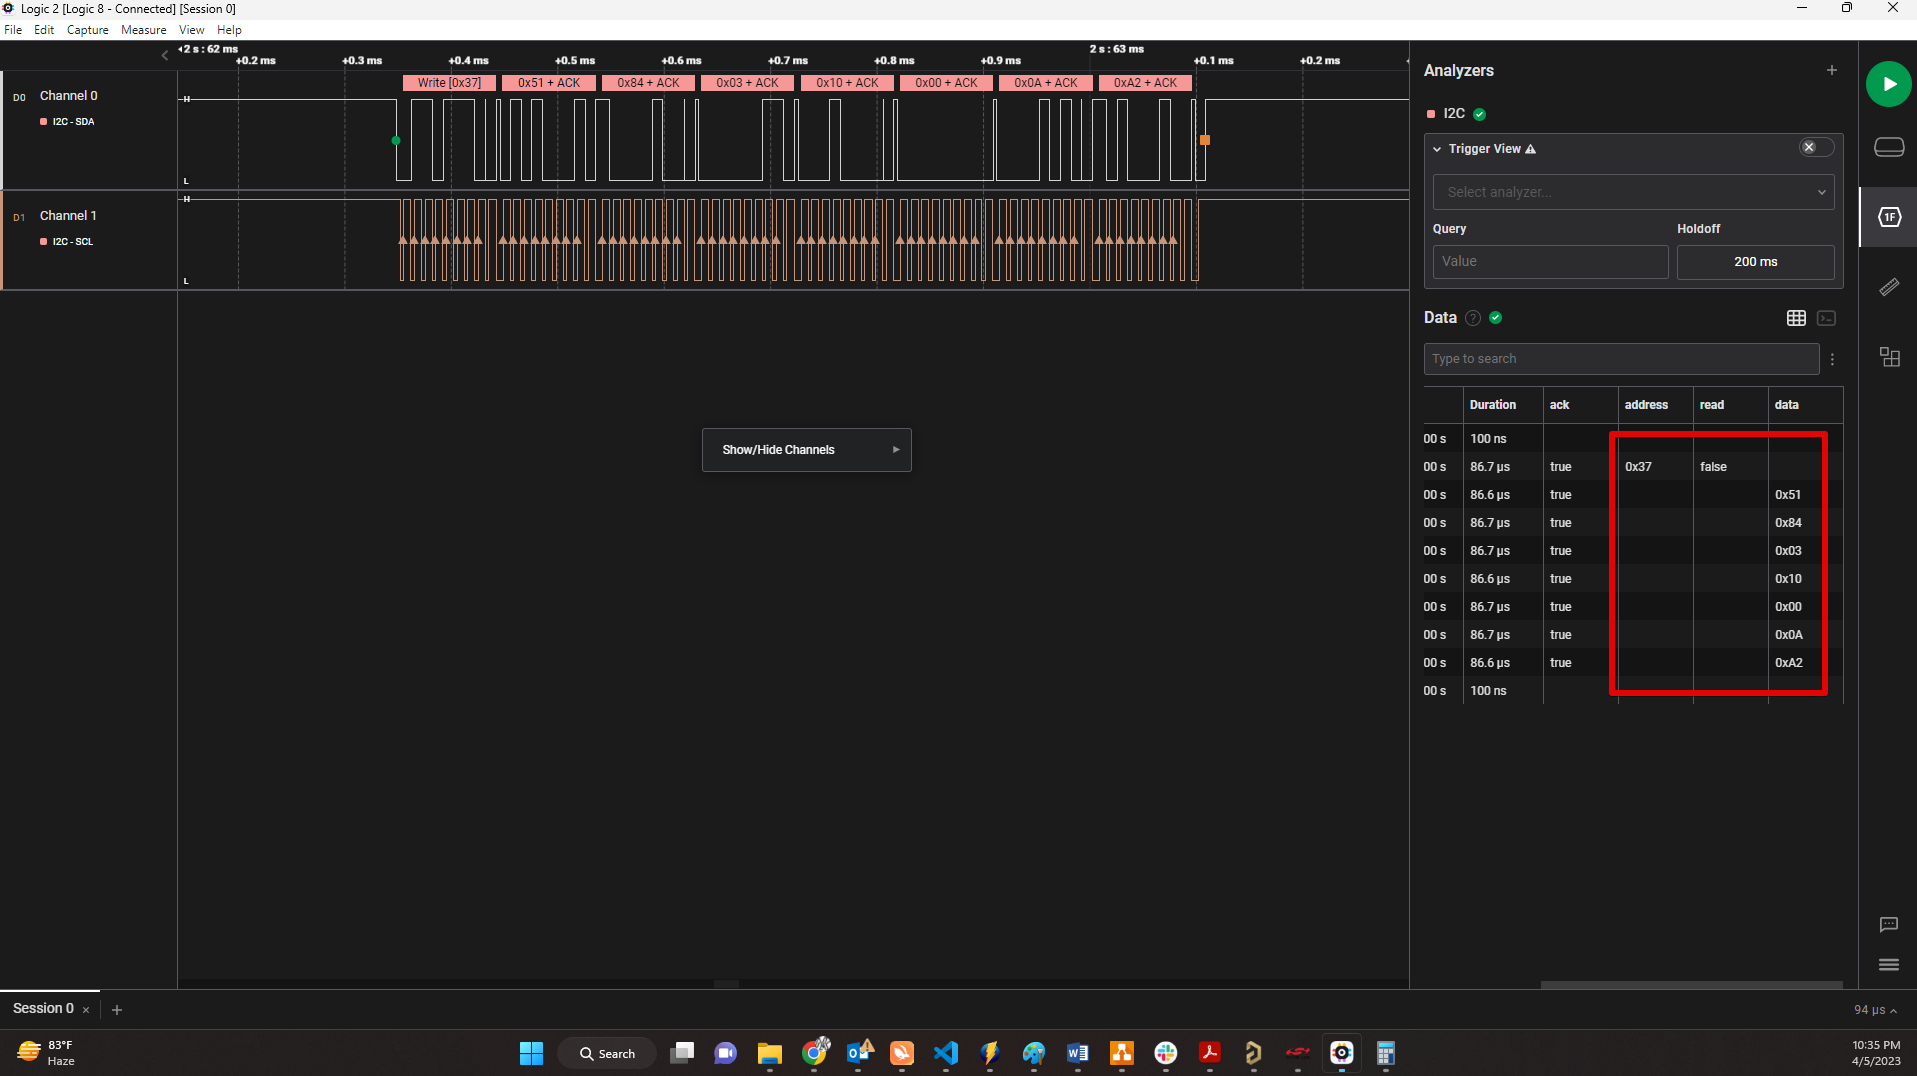 Logic 2 [Logic 8 - Connected] [Session 0]
File Edit Capture Measure View Help
2 s : 62 ms 2 s : 63 ms
+0.2 ms +0.3 ms +0.4 ms +0.5 ms +0.6 ms +0.7 ms +0.8 ms +0.9 ms +0.1 ms +0.2 ms
Write [0x37] 0x51 + ACK 0x84 + ACK 0x03 + ACK 0x10 + ACK 0x00 + ACK 0x0A + ACK 0xA2 + ACK
D0 Channel 0 H
I2C - SDA
L
H
D1 Channel 1
I2C - SCL
L
Show/Hide Channels
Analyzers
I2C
Trigger View
Select analyzer...
Query Holdoff
Value 200 ms
1F
Data ?
Type to search
Duration ack address read data
00 s 100 ns
00 s 86.7 µs true 0x37 false
00 s 86.6 µs true 0x51
00 s 86.7 µs true 0x84
00 s 86.7 µs true 0x03
00 s 86.6 µs true 0x10
00 s 86.7 µs true 0x00
00 s 86.7 µs true 0x0A
00 s 86.6 µs true 0xA2
00 s 100 ns
Session 0 × +
94 µs
83°F
Haze
Search
10:35 PM
4/5/2023